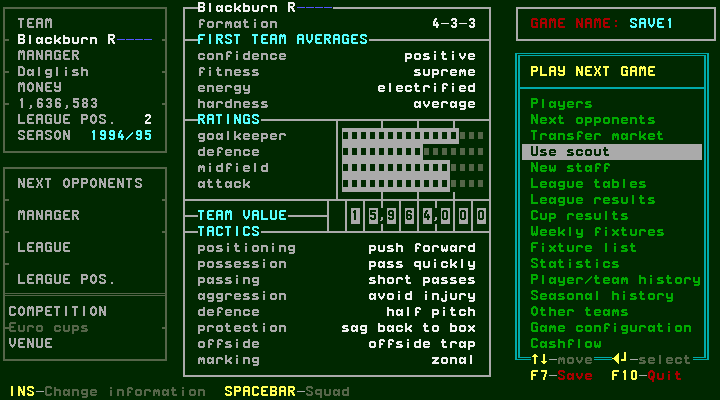 TEAM
Blackburn R
MANAGER
Dalglish
MONEY
1,636,583
LEAGUE POS. 2
SEASON 1994/95
NEXT OPPONENTS
MANAGER
LEAGUE
LEAGUE POS.
COMPETITION
Euro cups
VENUE
Blackburn R
formation 4-3-3
FIRST TEAM AVERAGES
confidence positive
fitness supreme
energy electrified
hardness average
RATINGS
goalkeeper
defence
midfield
attack
TEAM VALUE 15,964,000
TACTICS
positioning push forward
possession pass quickly
passing short passes
aggression avoid injury
defence half pitch
protection sag back to box
offside offside trap
marking zonal
GAME NAME: SAVE1
PLAY NEXT GAME
Players
Next opponents
Transfer market
Use scout
New staff
League tables
League results
Cup results
Weekly fixtures
Fixture list
Statistics
Player/team history
Seasonal history
Other teams
Game configuration
Cashflow
↑↓-move ↵-select
F7-Save F10-Quit
INS-Change information SPACEBAR-Squad